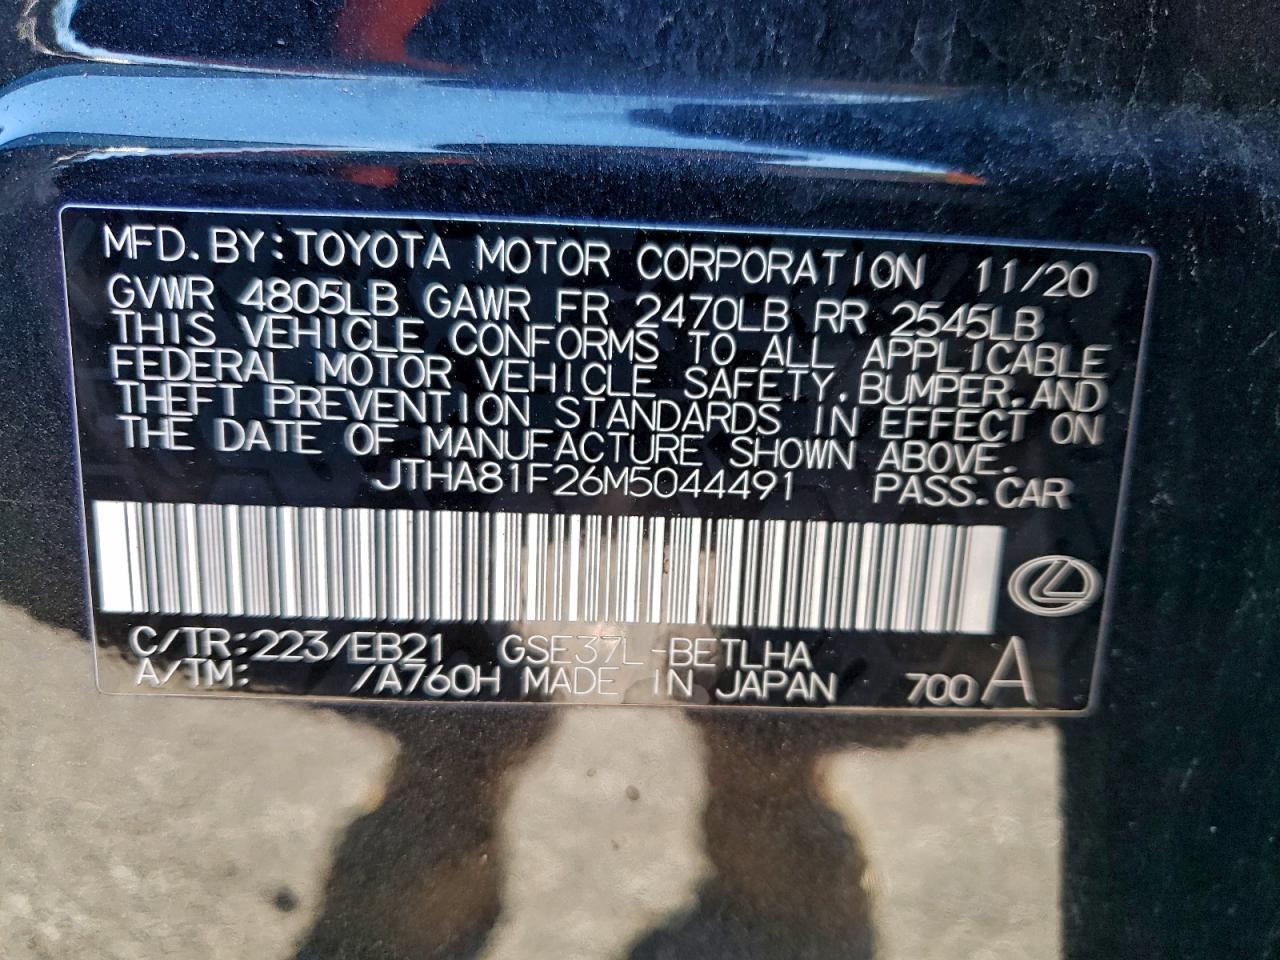 MFD. BY: TOYOTA MOTOR CORPORATION 11/20
GVWR 4805LB GAWR FR 2470LB RR 2545LB
THIS VEHICLE CONFORMS TO ALL APPLICABLE
FEDERAL MOTOR VEHICLE SAFETY, BUMPER, AND
THEFT PREVENTION STANDARDS IN EFFECT ON
THE DATE OF MANUFACTURE SHOWN ABOVE.
JTHA81F26M5044491 PASS. CAR
C/TR: 223/EB21 GSE37L-BETLHA
A/TM: /A760H MADE IN JAPAN 700 A